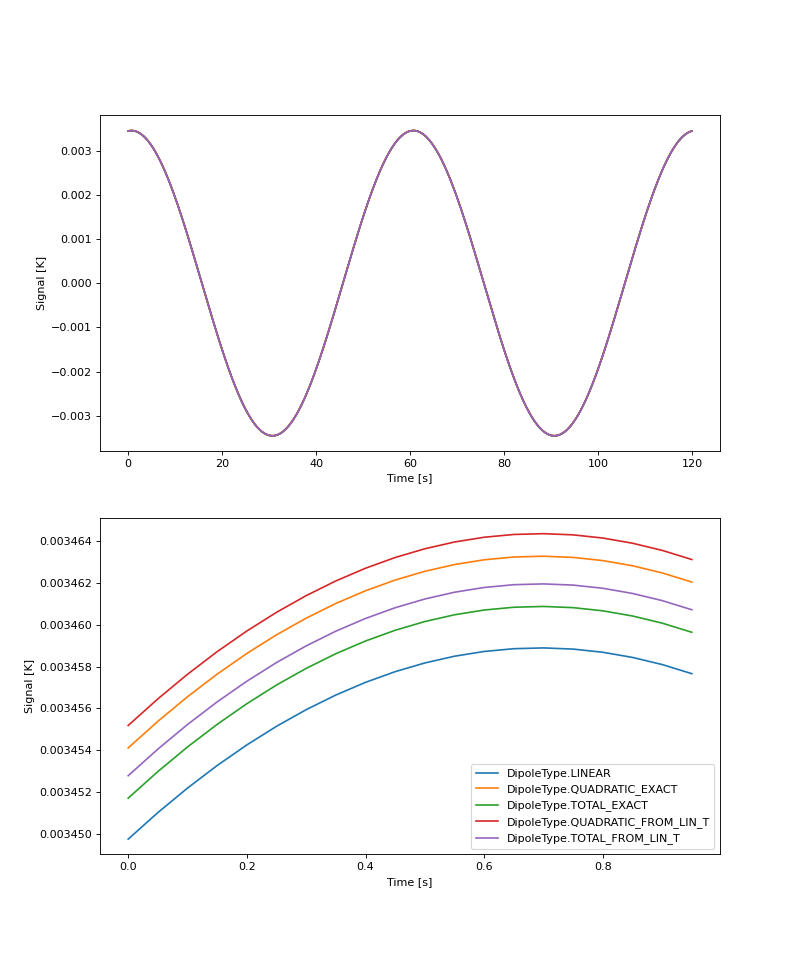 0.003
0.002
0.001
0.000
−0.001
−0.002
−0.003
Signal [K]
0 20 40 60 80 100 120
Time [s]
0.003464
0.003462
0.003460
0.003458
0.003456
0.003454
0.003452
0.003450
Signal [K]
DipoleType.LINEAR
DipoleType.QUADRATIC_EXACT
DipoleType.TOTAL_EXACT
DipoleType.QUADRATIC_FROM_LIN_T
DipoleType.TOTAL_FROM_LIN_T
0.0 0.2 0.4 0.6 0.8
Time [s]